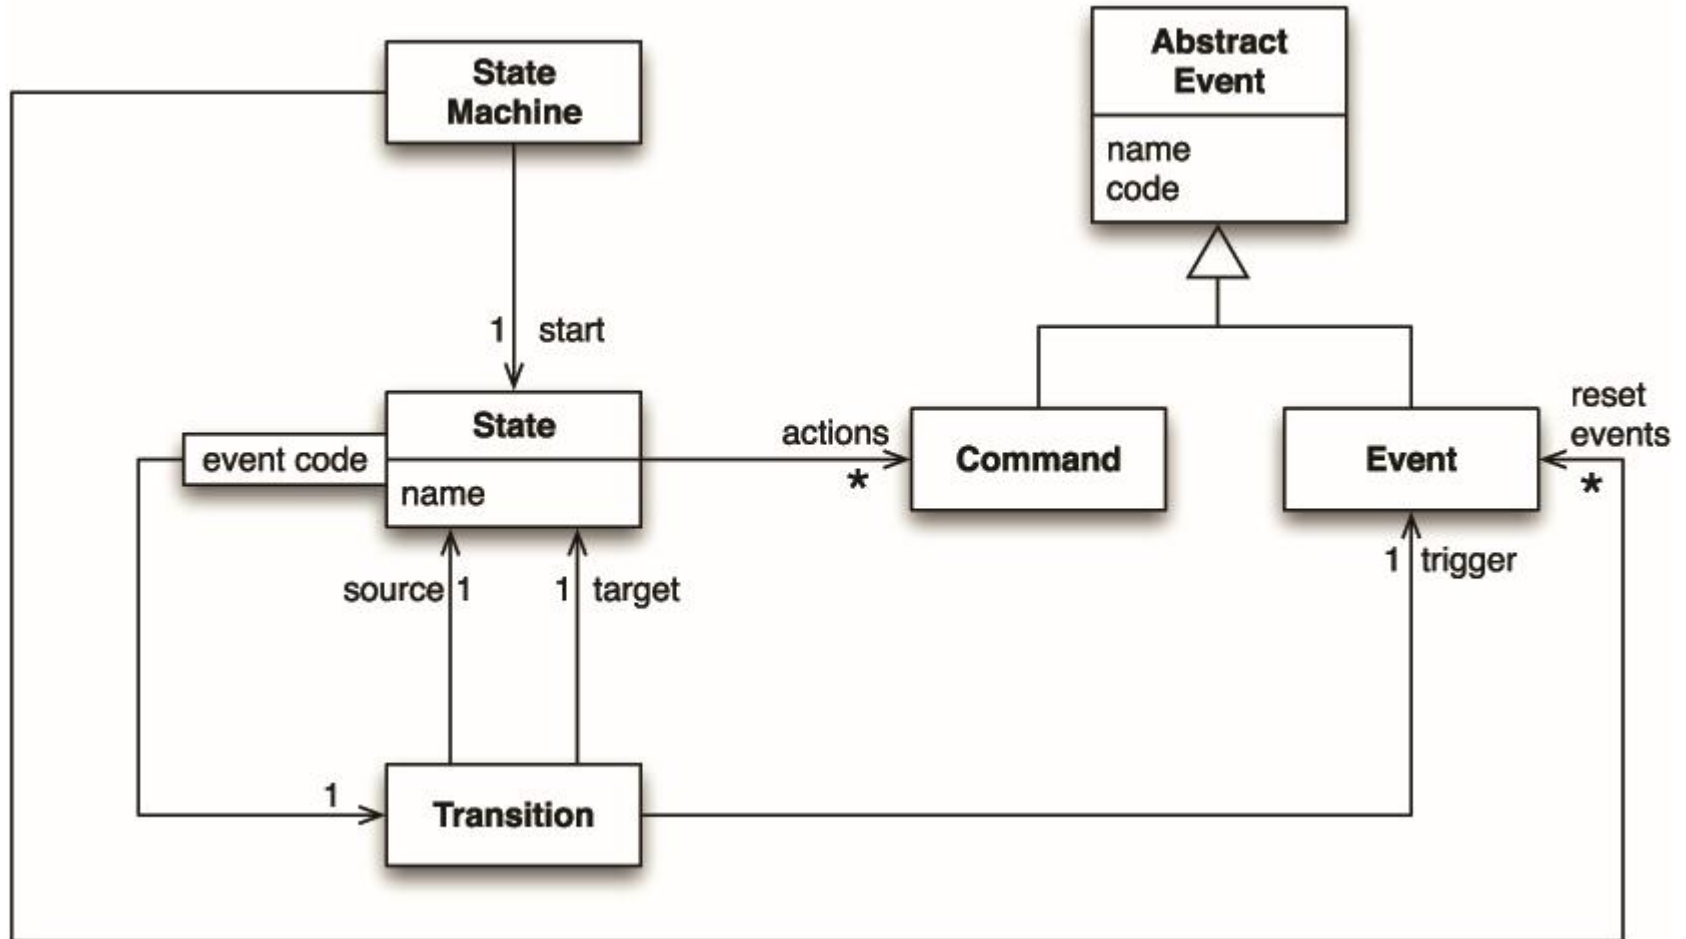 State
Machine
Abstract
Event
name
code
1 start
State
event code
name
actions
*
Command
Event
reset
events
*
source 1
1 target
1 trigger
1
Transition